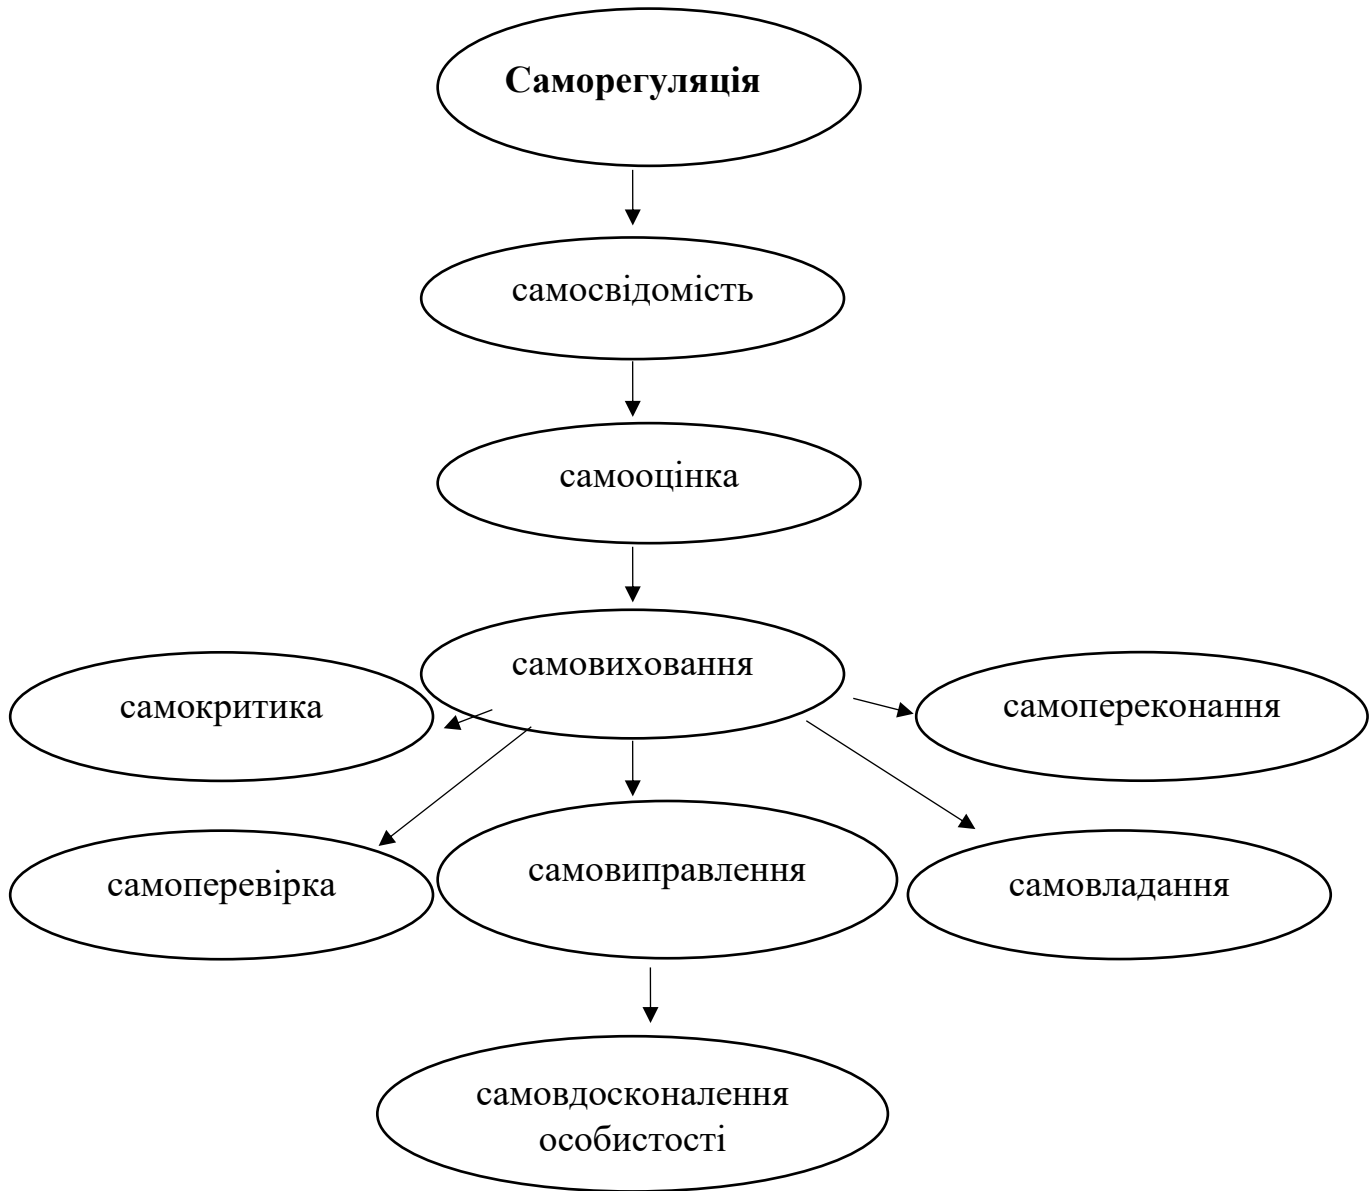 Саморегуляція
самосвідомість
самооцінка
самовиховання
самокритика
самопереконання
самоперевірка
самовиправлення
самовладання
самовдосконалення
особистості